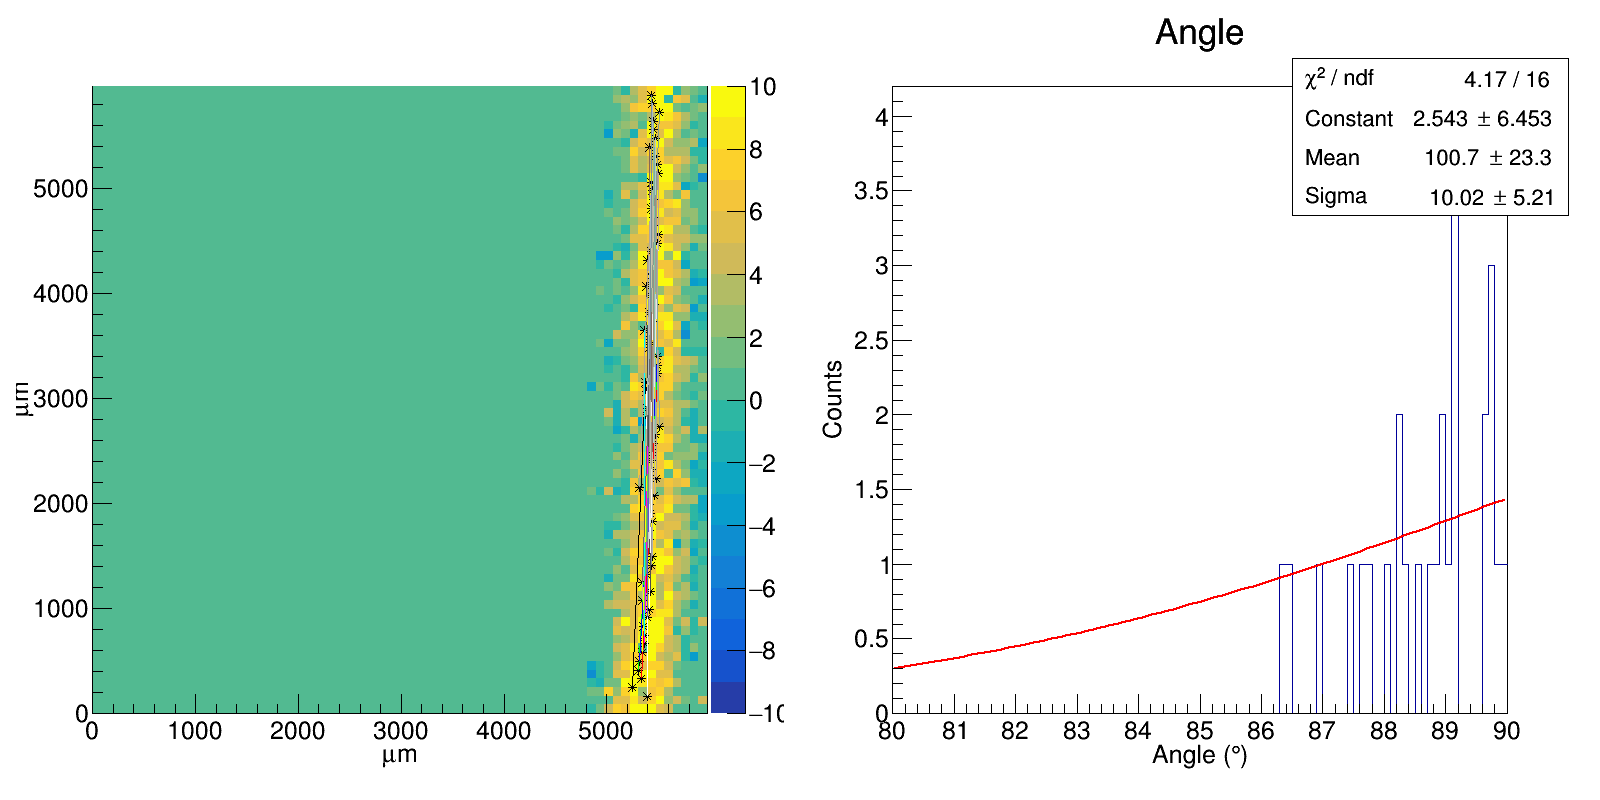 Angle
χ² / ndf 4.17 / 16
Constant 2.543 ± 6.453
Mean 100.7 ± 23.3
Sigma 10.02 ± 5.21
5000
4000
3000
2000
1000
0
μm
0 1000 2000 3000 4000 5000
μm
10
8
6
4
2
0
−2
−4
−6
−8
−10
4
3.5
3
2.5
2
1.5
1
0.5
0
Counts
80 81 82 83 84 85 86 87 88 89 90
Angle (°)